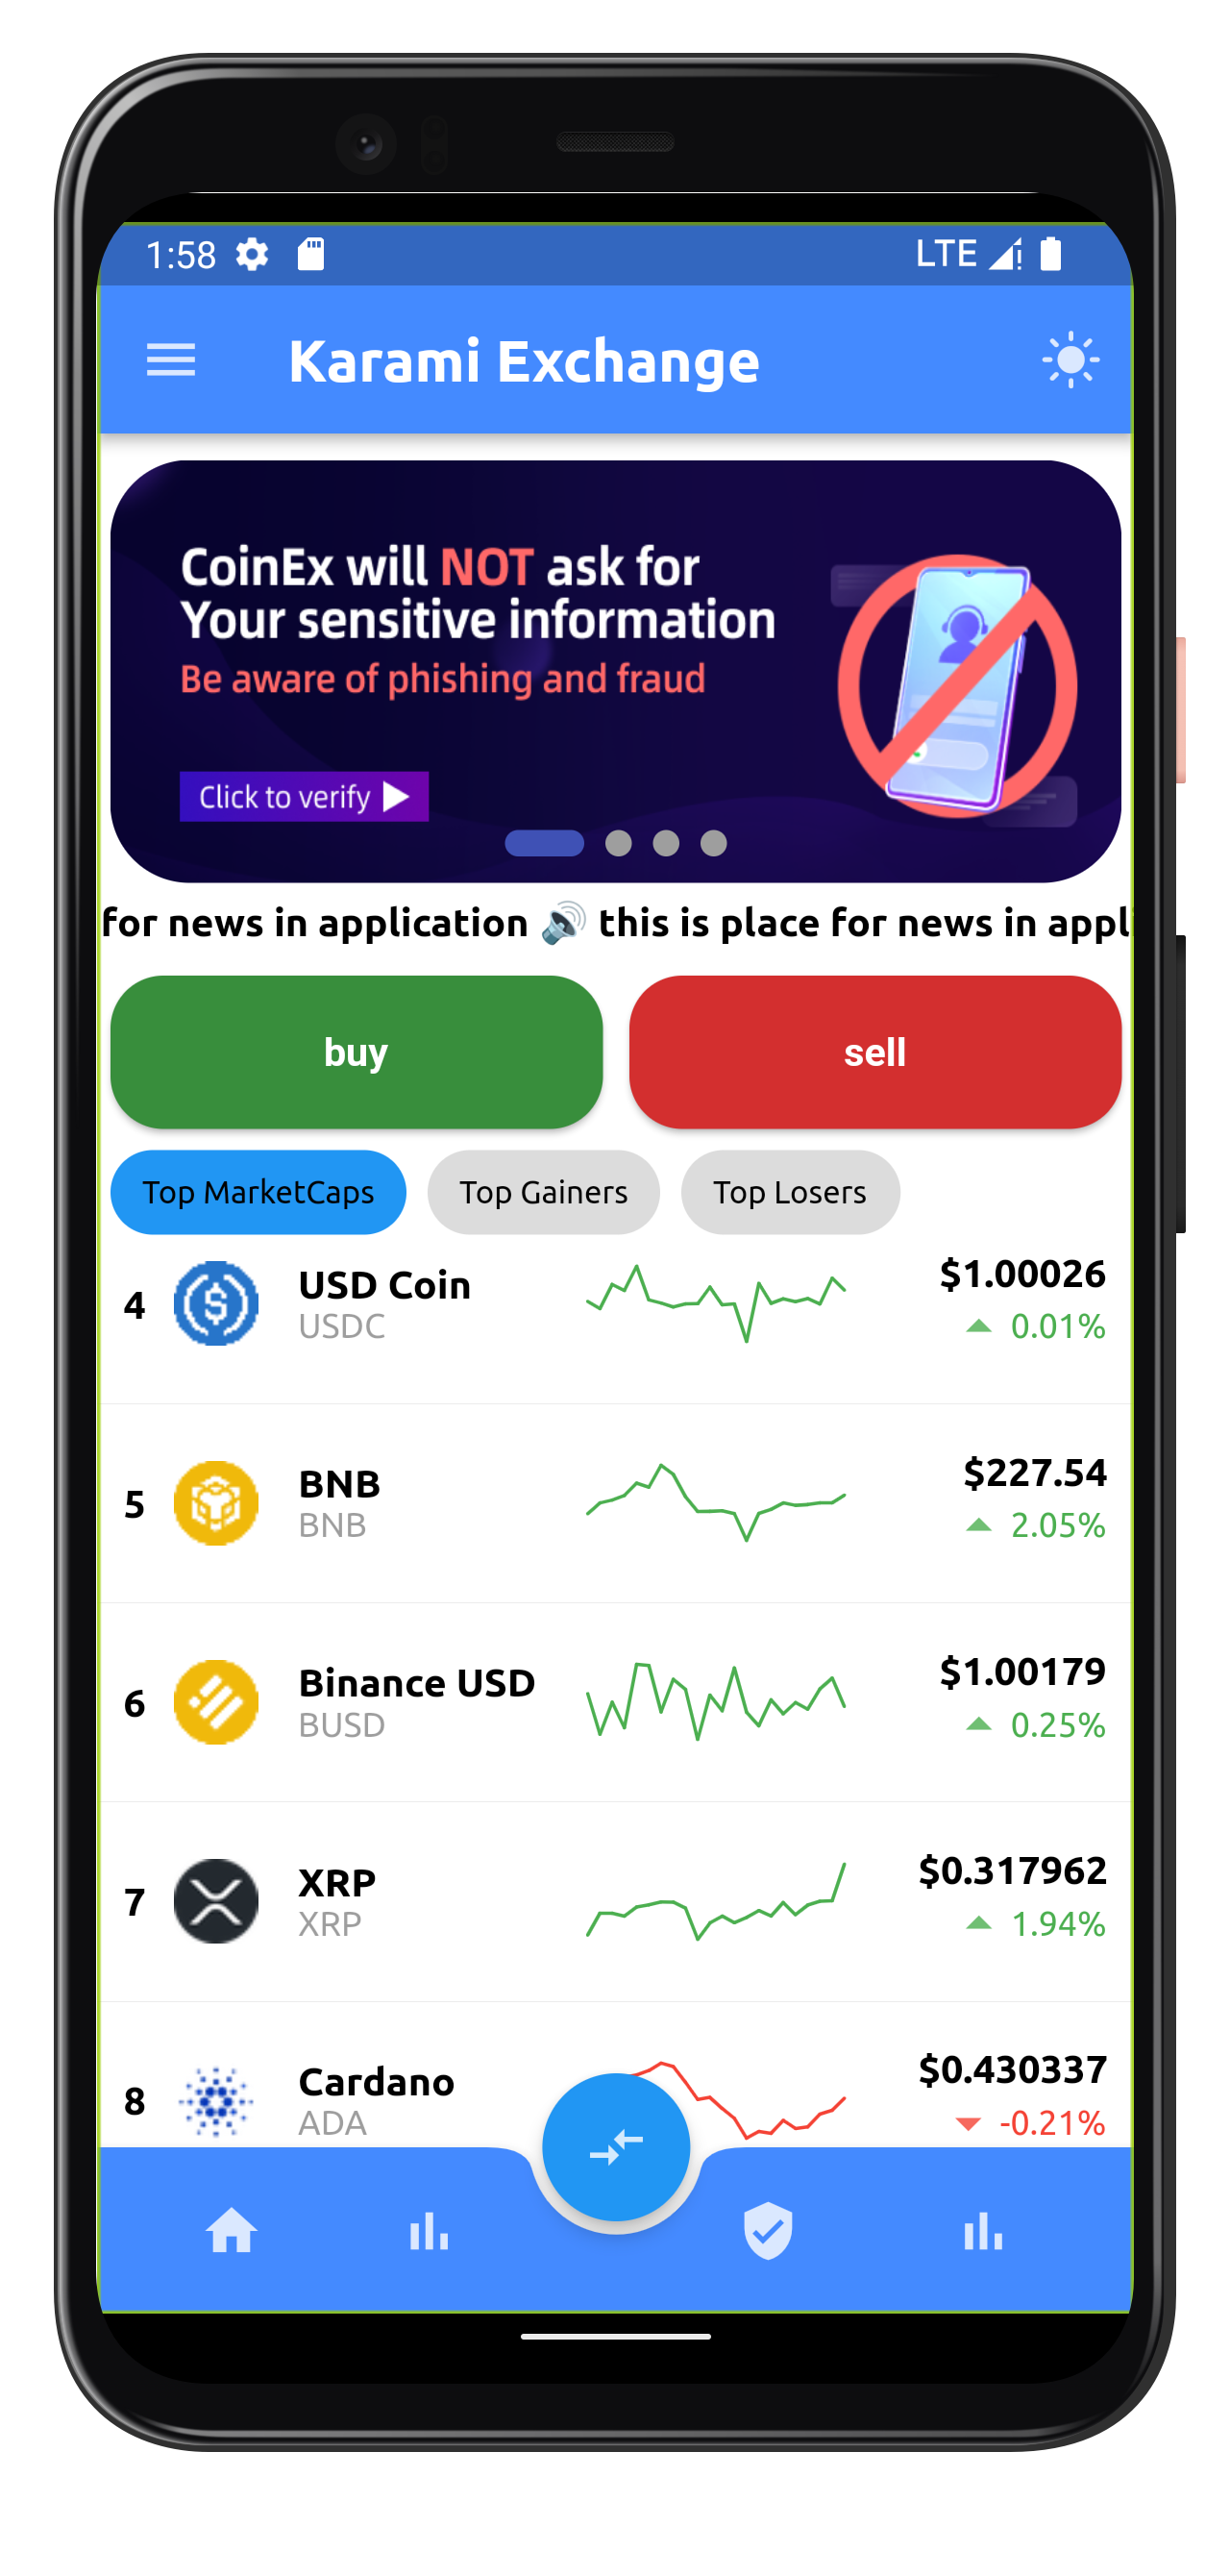 1:58
LTE
Karami Exchange
CoinEx will NOT ask for
Your sensitive information
Be aware of phishing and fraud
Click to verify
for news in application 🔊 this is place for news in appl
buy
sell
Top MarketCaps
Top Gainers
Top Losers
4
USD Coin
USDC
$1.00026
0.01%
5
BNB
BNB
$227.54
2.05%
6
Binance USD
BUSD
$1.00179
0.25%
7
XRP
XRP
$0.317962
1.94%
8
Cardano
ADA
$0.430337
-0.21%